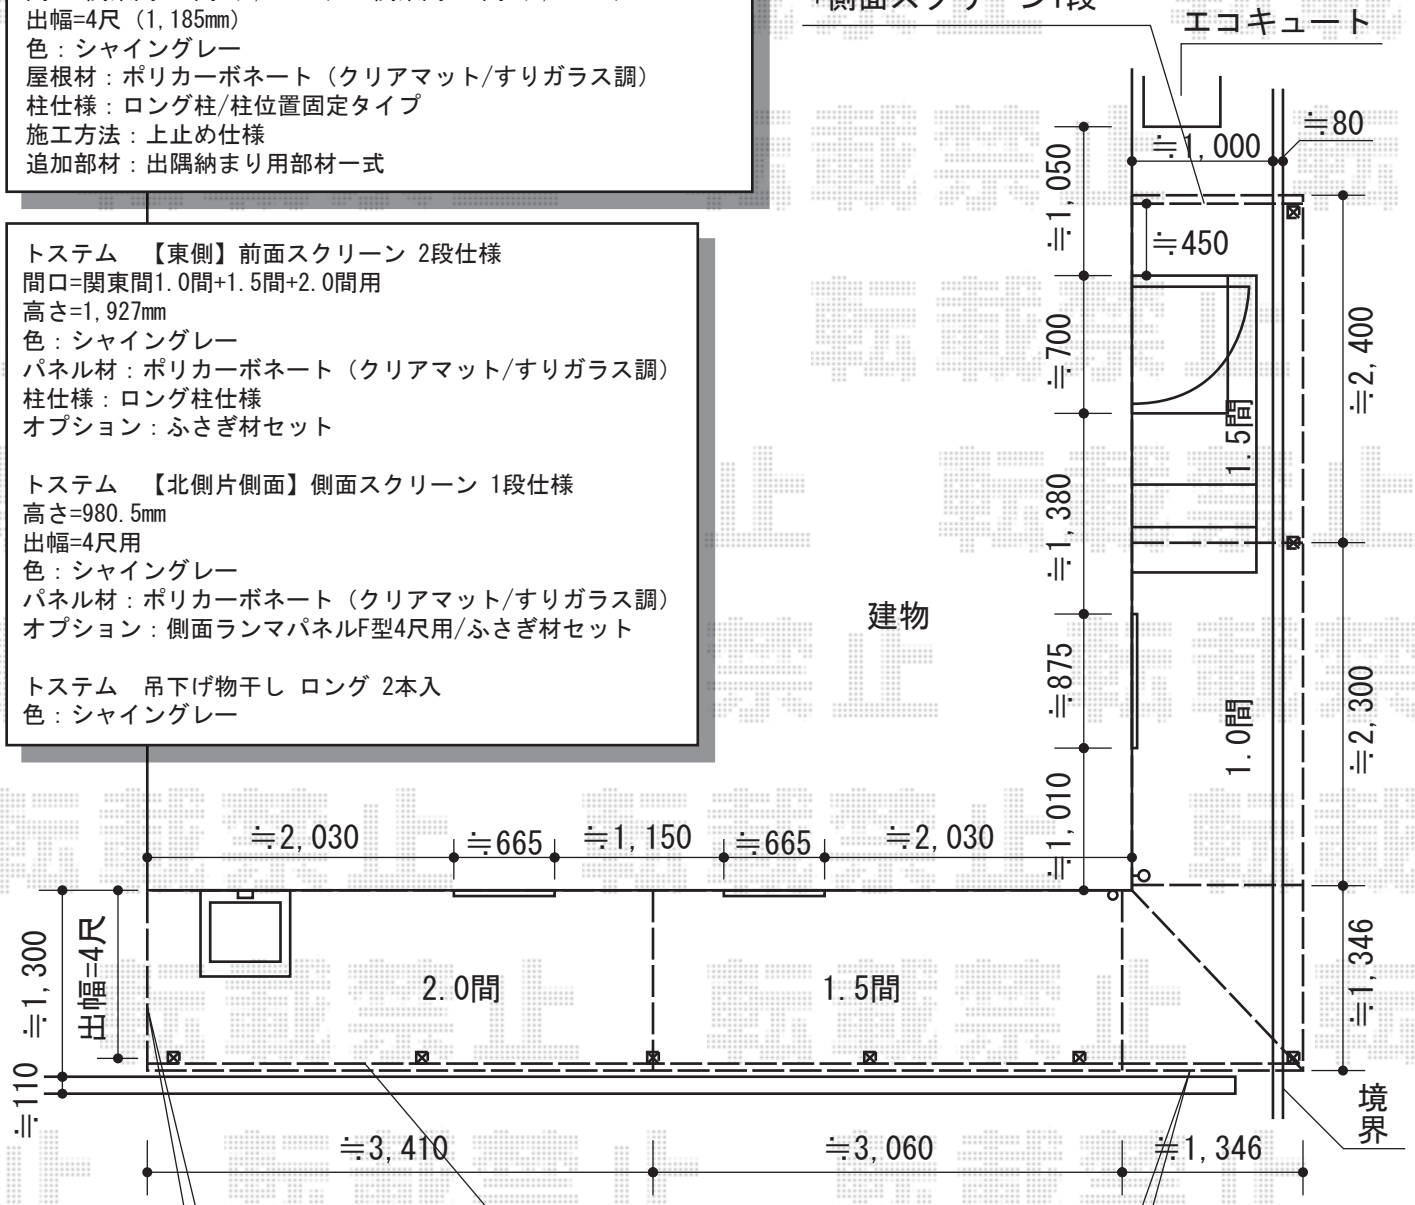 出幅=4尺 (1,185mm)
色:シャイングレー
屋根材:ポリカーボネート (クリアマット/すりガラス調)
柱仕様:ロング柱/柱位置固定タイプ
施工方法:上止め仕様
追加部材:出隅納まり用部材一式
トステム 【東側】前面スクリーン 2段仕様
間口=関東間1.0間+1.5間+2.0間用
高さ=1,927mm
色:シャイングレー
パネル材:ポリカーボネート (クリアマット/すりガラス調)
柱仕様:ロング柱仕様
オプション:ふさぎ材セット
トステム 【北側片側面】側面スクリーン 1段仕様
高さ=980.5mm
出幅=4尺用
色:シャイングレー
パネル材:ポリカーボネート (クリアマット/すりガラス調)
オプション:側面ランマパネルF型4尺用/ふさぎ材セット
トステム 吊下げ物干し ロング 2本入
色:シャイングレー
+側面スクリーン1段
エコキュート
≒80
≒1,000
≒1,050
≒450
≒700
≒2,400
1.5間
≒1,380
建物
≒875
1.0間
≒2,300
≒1,010
≒2,030
≒665
≒1,150
≒665
≒2,030
≒1,300
出幅=4尺
2.0間
1.5間
≒1,346
≒110
境界
≒3,410
≒3,060
≒1,346
転載禁止